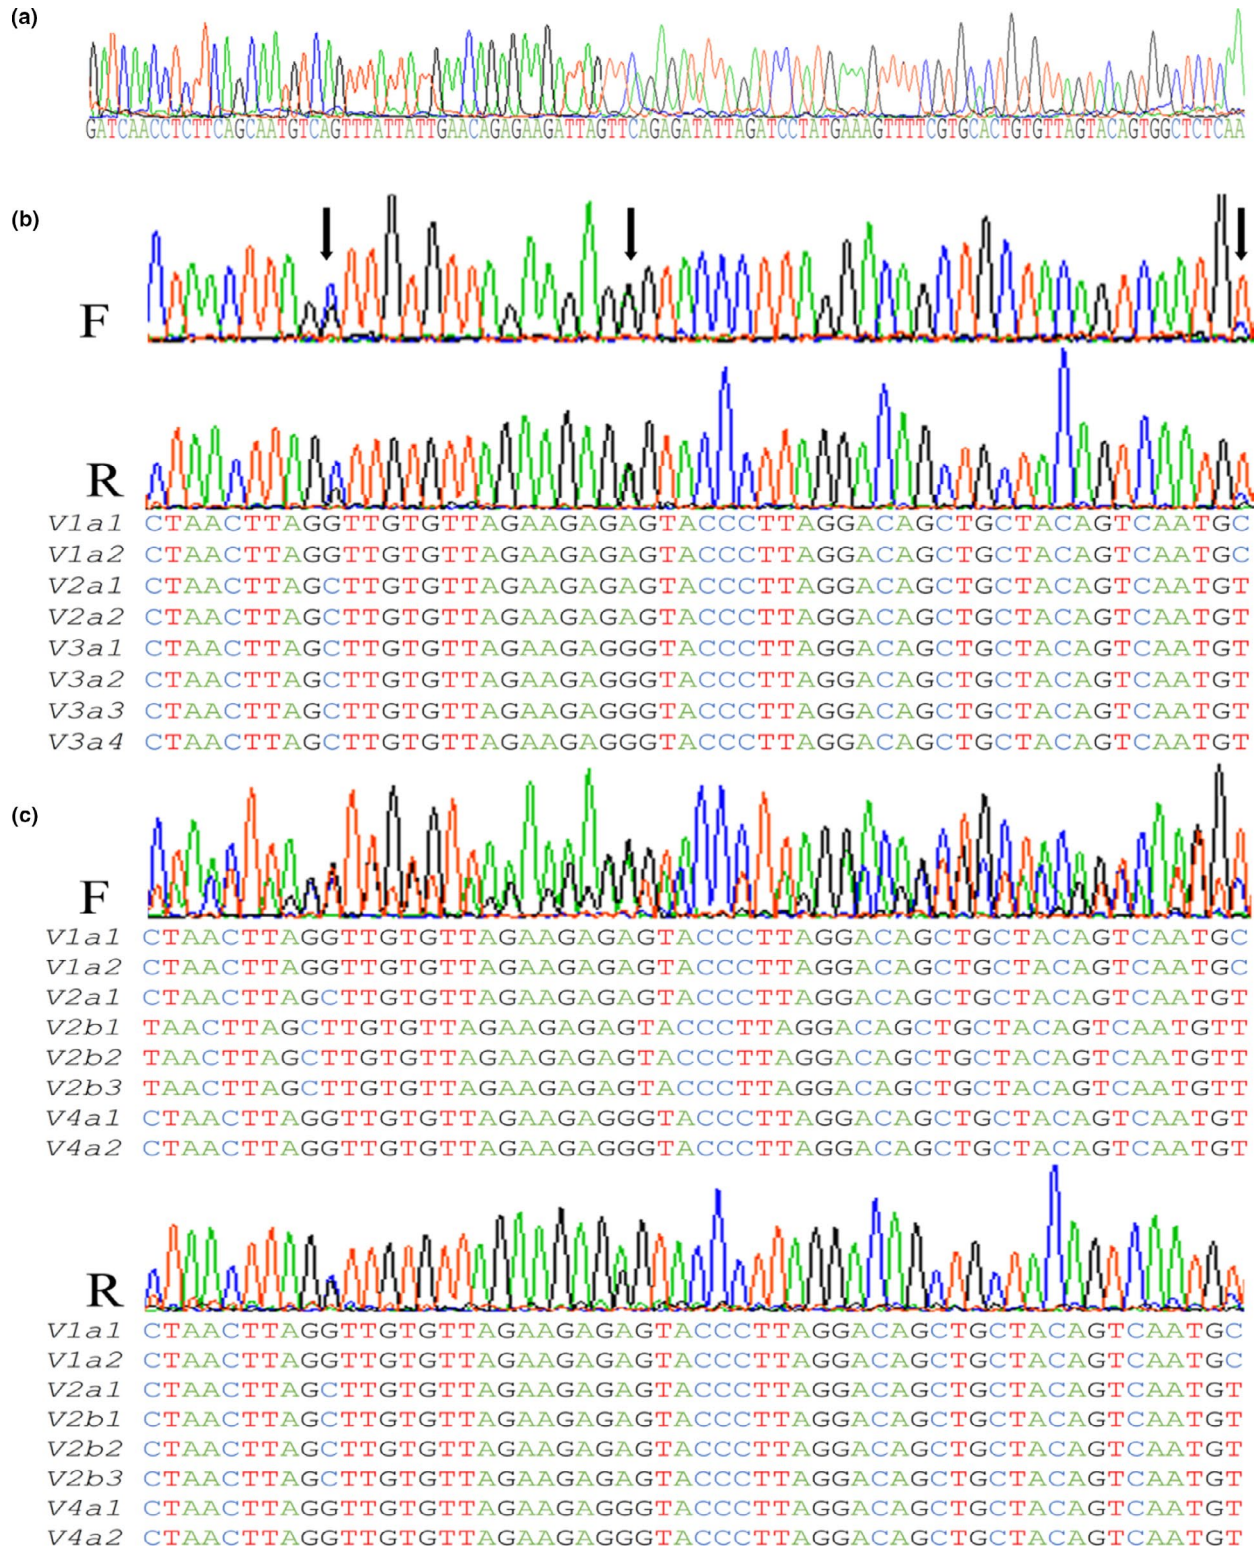 (a)
GATCAACCTCTTCAGCAATGTCAGTTTATTATTGAACAGAGAAGATTAGTTCAGAGATATTAGATCCTATGAAAGTTTTCGTGCACTGTGTTAGTACAGTGGCTCTCAA
(b)
F
R
V1a1 CTAACTTAGGTTGTGTTAGAAGAGAGTACCCTTAGGACAGCTGCTACAGTCAATGC
V1a2 CTAACTTAGGTTGTGTTAGAAGAGAGTACCCTTAGGACAGCTGCTACAGTCAATGC
V2a1 CTAACTTAGCTTGTGTTAGAAGAGAGTACCCTTAGGACAGCTGCTACAGTCAATGT
V2a2 CTAACTTAGCTTGTGTTAGAAGAGAGTACCCTTAGGACAGCTGCTACAGTCAATGT
V3a1 CTAACTTAGCTTGTGTTAGAAGAGGGTACCCTTAGGACAGCTGCTACAGTCAATGT
V3a2 CTAACTTAGCTTGTGTTAGAAGAGGGTACCCTTAGGACAGCTGCTACAGTCAATGT
V3a3 CTAACTTAGCTTGTGTTAGAAGAGGGTACCCTTAGGACAGCTGCTACAGTCAATGT
V3a4 CTAACTTAGCTTGTGTTAGAAGAGGGTACCCTTAGGACAGCTGCTACAGTCAATGT
(c)
F
V1a1 CTAACTTAGGTTGTGTTAGAAGAGAGTACCCTTAGGACAGCTGCTACAGTCAATGC
V1a2 CTAACTTAGGTTGTGTTAGAAGAGAGTACCCTTAGGACAGCTGCTACAGTCAATGC
V2a1 CTAACTTAGCTTGTGTTAGAAGAGAGTACCCTTAGGACAGCTGCTACAGTCAATGT
V2b1 TAACTTAGCTTGTGTTAGAAGAGAGTACCCTTAGGACAGCTGCTACAGTCAATGTT
V2b2 TAACTTAGCTTGTGTTAGAAGAGAGTACCCTTAGGACAGCTGCTACAGTCAATGTT
V2b3 TAACTTAGCTTGTGTTAGAAGAGAGTACCCTTAGGACAGCTGCTACAGTCAATGTT
V4a1 CTAACTTAGGTTGTGTTAGAAGAGGGTACCCTTAGGACAGCTGCTACAGTCAATGT
V4a2 CTAACTTAGGTTGTGTTAGAAGAGGGTACCCTTAGGACAGCTGCTACAGTCAATGT
R
V1a1 CTAACTTAGGTTGTGTTAGAAGAGAGTACCCTTAGGACAGCTGCTACAGTCAATGC
V1a2 CTAACTTAGGTTGTGTTAGAAGAGAGTACCCTTAGGACAGCTGCTACAGTCAATGC
V2a1 CTAACTTAGCTTGTGTTAGAAGAGAGTACCCTTAGGACAGCTGCTACAGTCAATGT
V2b1 CTAACTTAGCTTGTGTTAGAAGAGAGTACCCTTAGGACAGCTGCTACAGTCAATGT
V2b2 CTAACTTAGCTTGTGTTAGAAGAGAGTACCCTTAGGACAGCTGCTACAGTCAATGT
V2b3 CTAACTTAGCTTGTGTTAGAAGAGAGTACCCTTAGGACAGCTGCTACAGTCAATGT
V4a1 CTAACTTAGGTTGTGTTAGAAGAGGGTACCCTTAGGACAGCTGCTACAGTCAATGT
V4a2 CTAACTTAGGTTGTGTTAGAAGAGGGTACCCTTAGGACAGCTGCTACAGTCAATGT